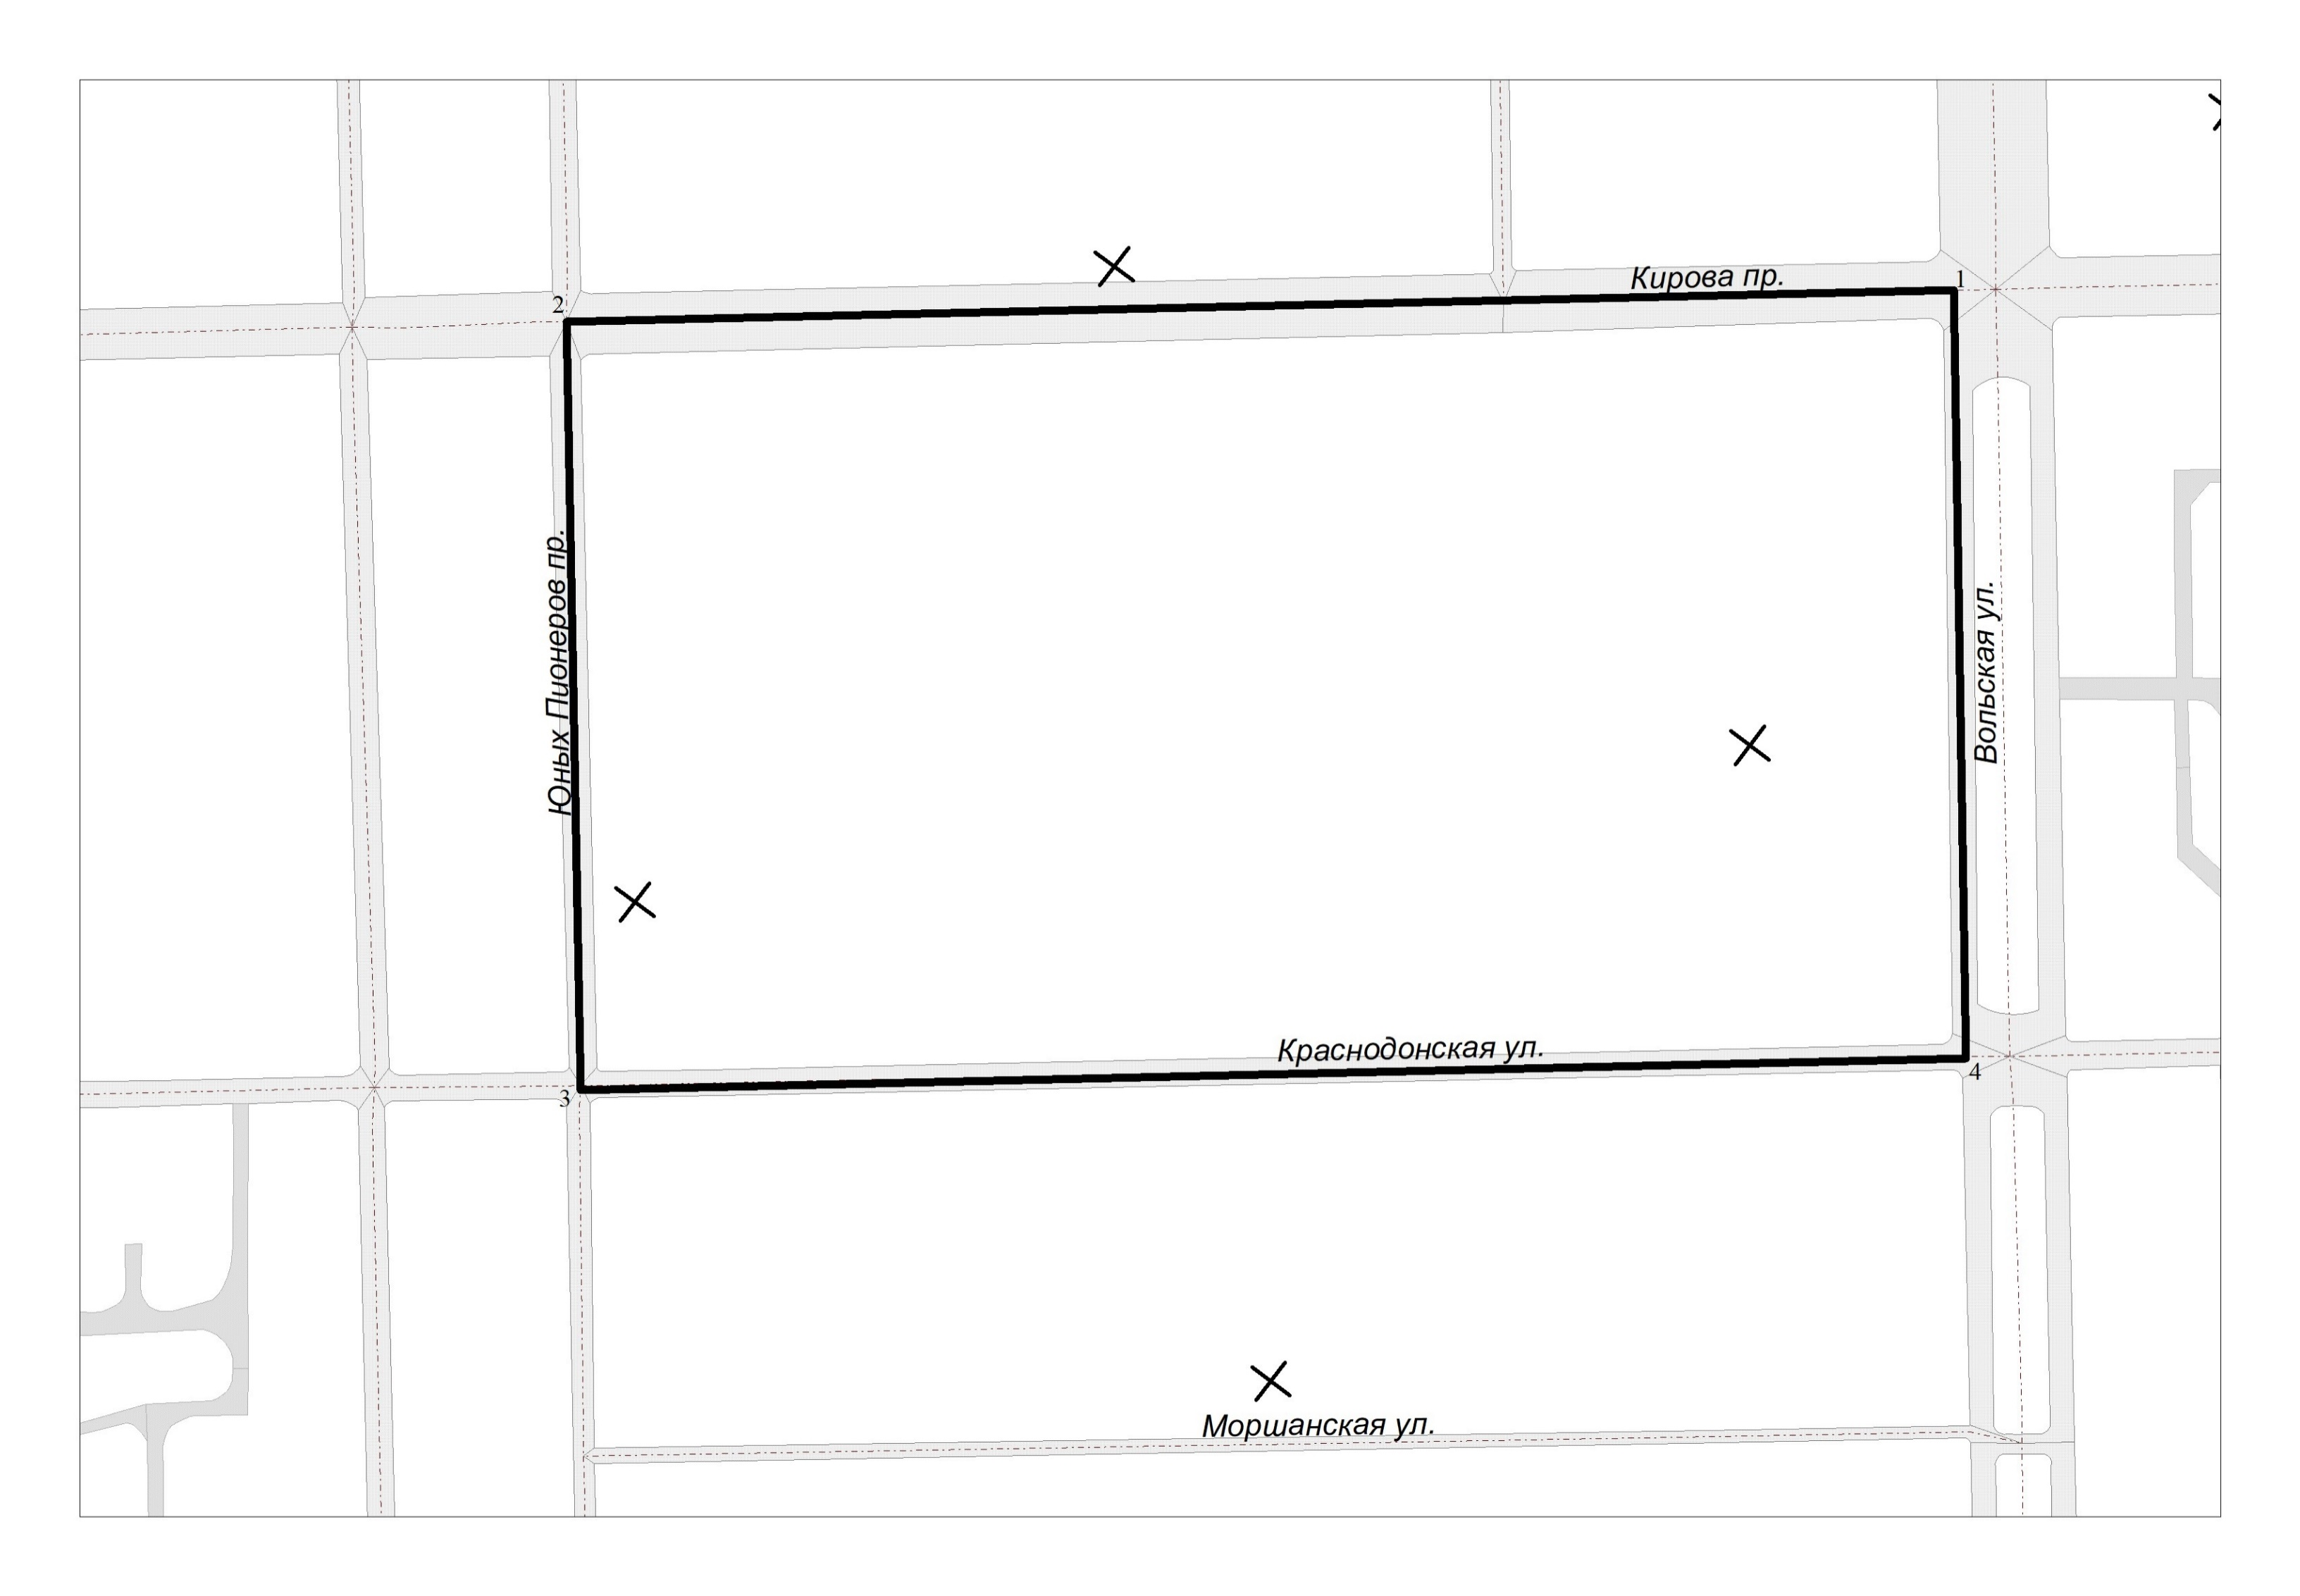 Кирова пр.
1
2
Юных Пионеров пр.
Вольская ул.
Краснодонская ул.
4
3
Моршанская ул.